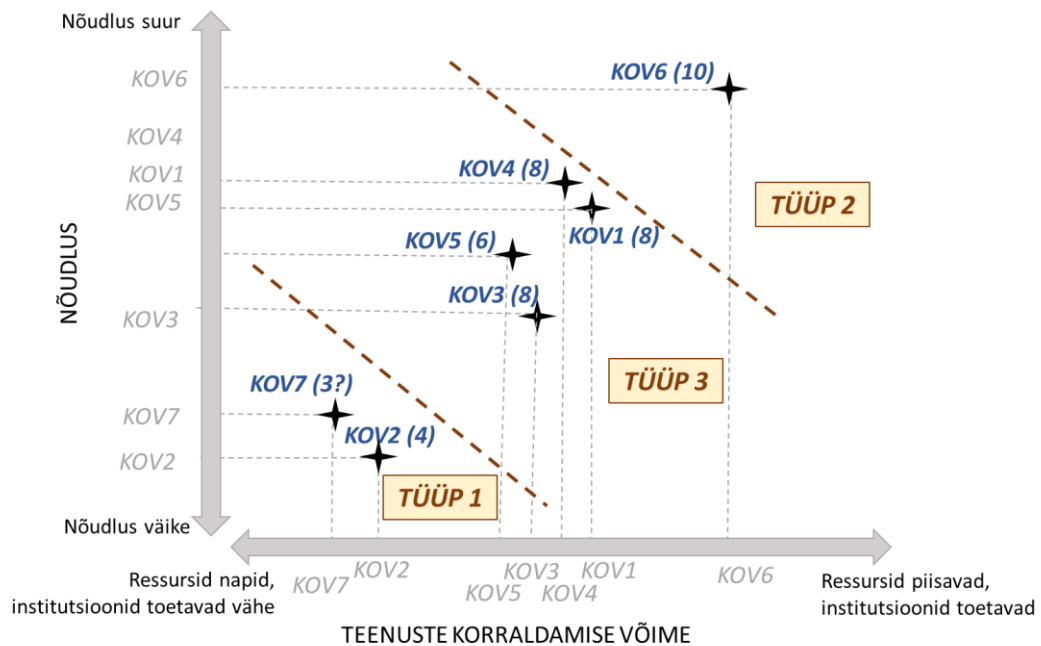 Nõudlus suur
KOV6
KOV6 (10)
KOV4
KOV1
KOV4 (8)
KOV5
TÜÜP 2
KOV1 (8)
KOV5 (6)
NÕUDLUS
KOV3 (8)
KOV3
TÜÜP 3
KOV7 (3?)
KOV7
KOV2 (4)
KOV2
TÜÜP 1
Nõudlus väike
KOV7
KOV2
KOV5
KOV3
KOV4
KOV1
KOV6
Ressursid napid,
institutsioonid toetavad vähe
Ressursid piisavad,
institutsioonid toetavad
TEENUSTE KORRALDAMISE VÕIME